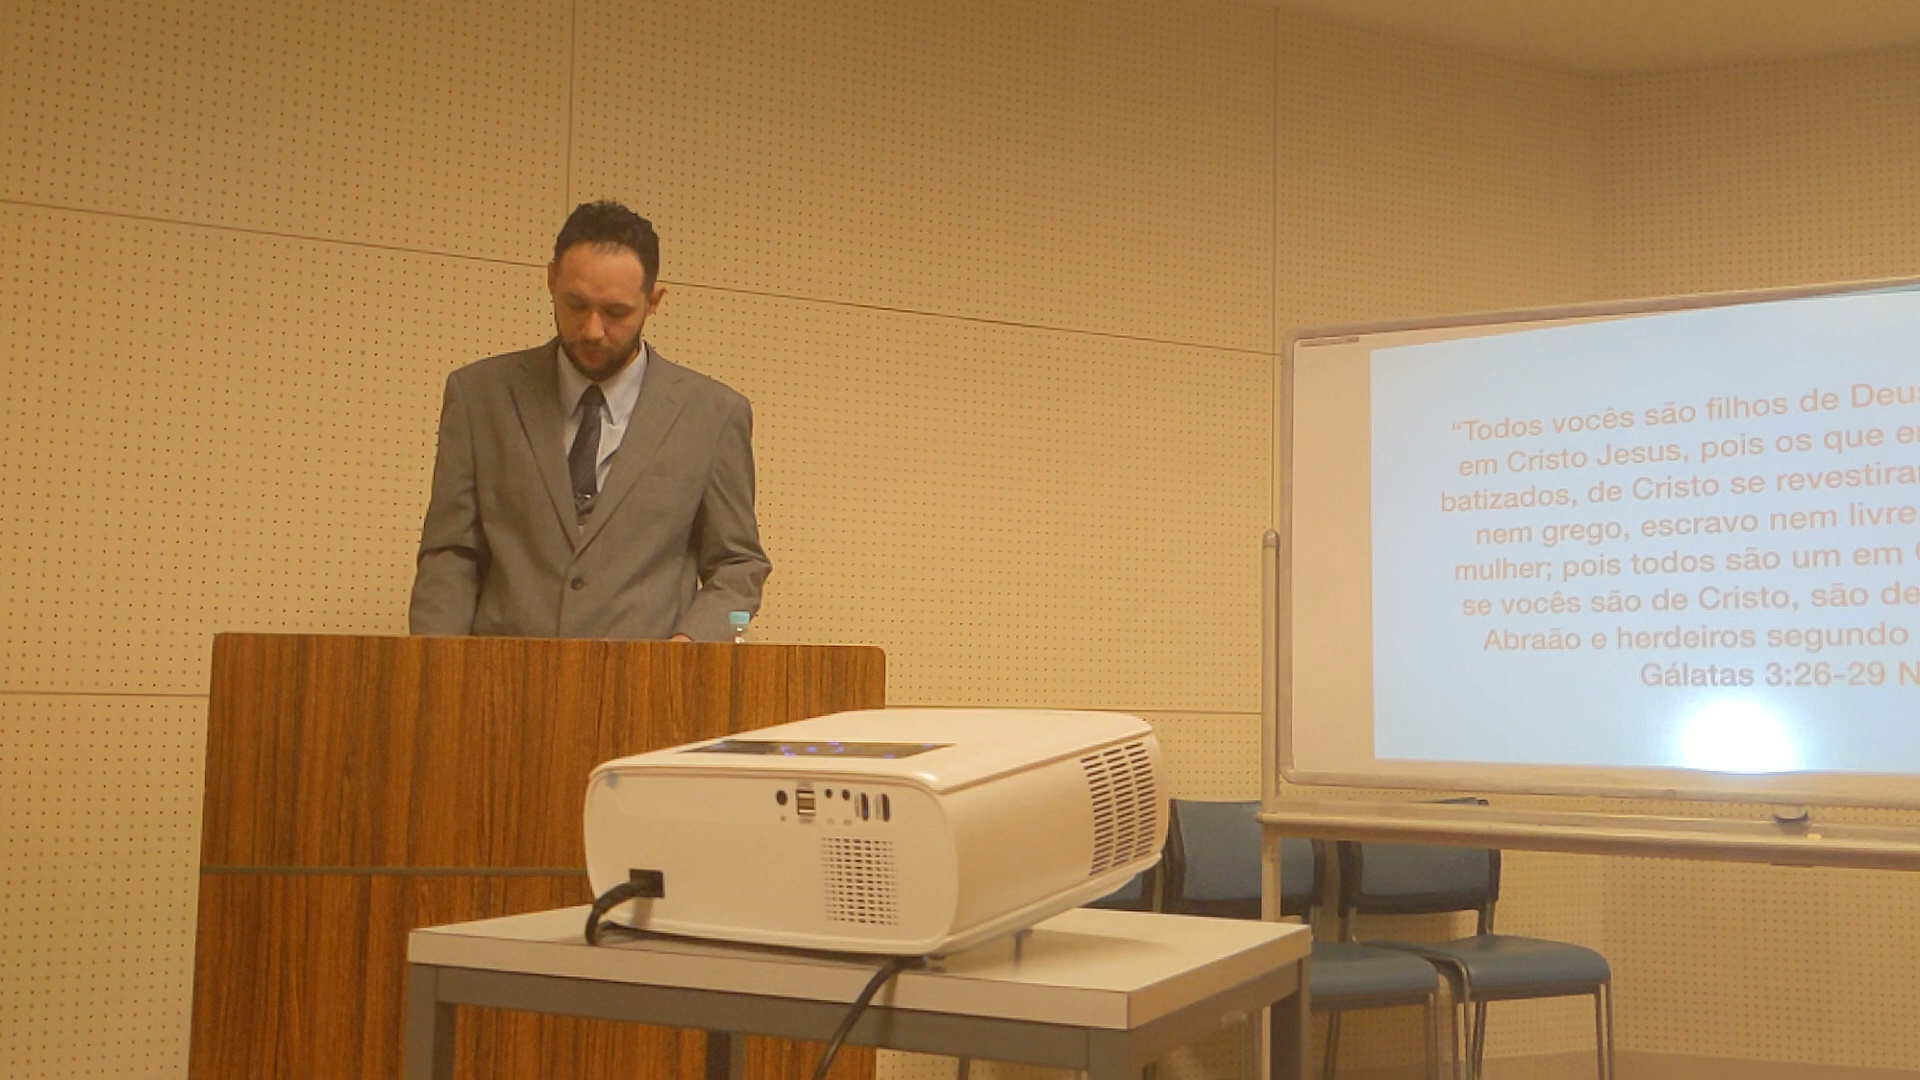 “Todos vocês são filhos de Deus
em Cristo Jesus, pois os que
batizados, de Cristo se
nem grego, escravo nem livre
mulher; pois todos são um em
se vocês são de Cristo, são
Abraão e herdeiros segundo
Gálatas 3:26-29 N